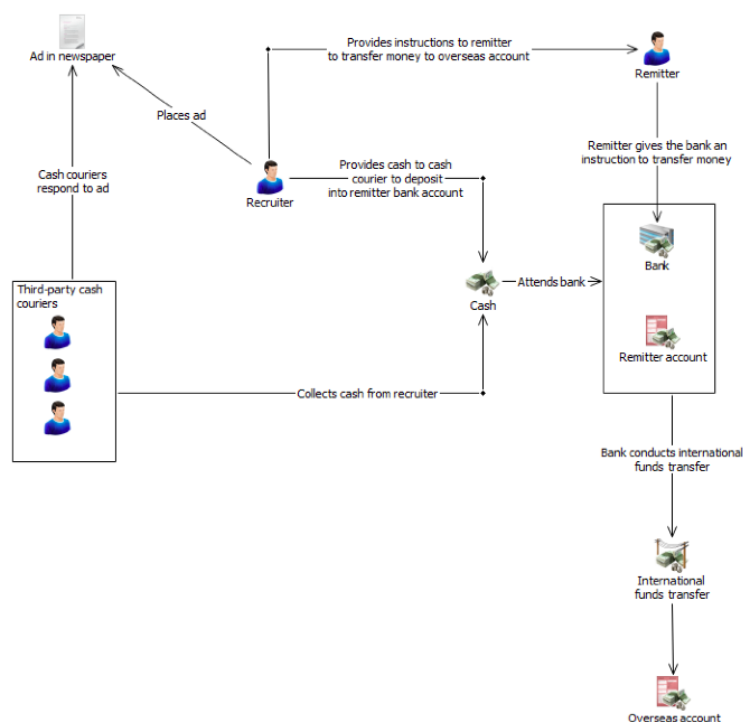 Ad in newspaper
Provides instructions to remitter
to transfer money to overseas account
Remitter
Places ad
Cash couriers
respond to ad
Recruiter
Provides cash to cash
courier to deposit
into remitter bank account
Remitter gives the bank an
instruction to transfer money
Bank
Third-party cash
couriers
Cash
Attends bank
Remitter account
Collects cash from recruiter
Bank conducts international
funds transfer
International
funds transfer
Overseas account